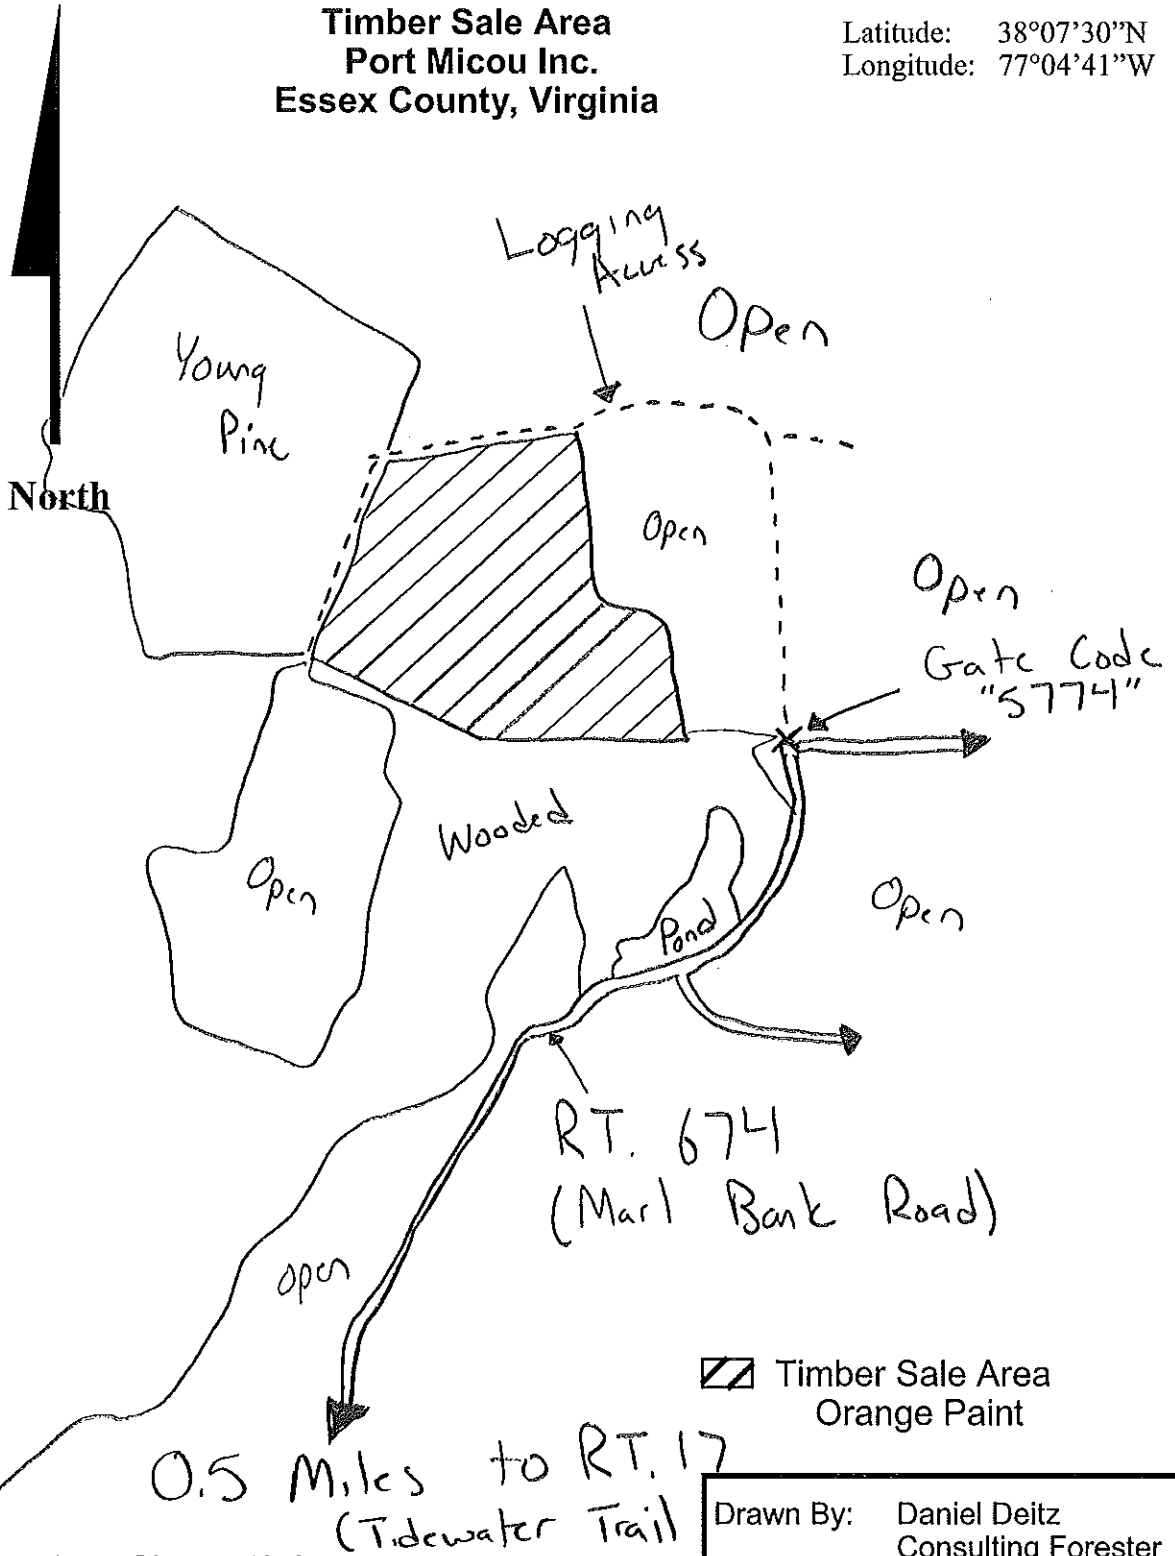 Timber Sale Area
Port Micou Inc.
Essex County, Virginia
Latitude: 38°07'30"N
Longitude: 77°04'41"W
Logging
Access
Open
Young
Pine
North
Open
Open
Gate Code
"5774"
Wooded
Open
Pond
Open
RT. 674
(Marl Bank Road)
Open
Timber Sale Area
Orange Paint
0.5 Miles to RT. 17
(Tidewater Trail
Drawn By: Daniel Deitz
Consulting Forester